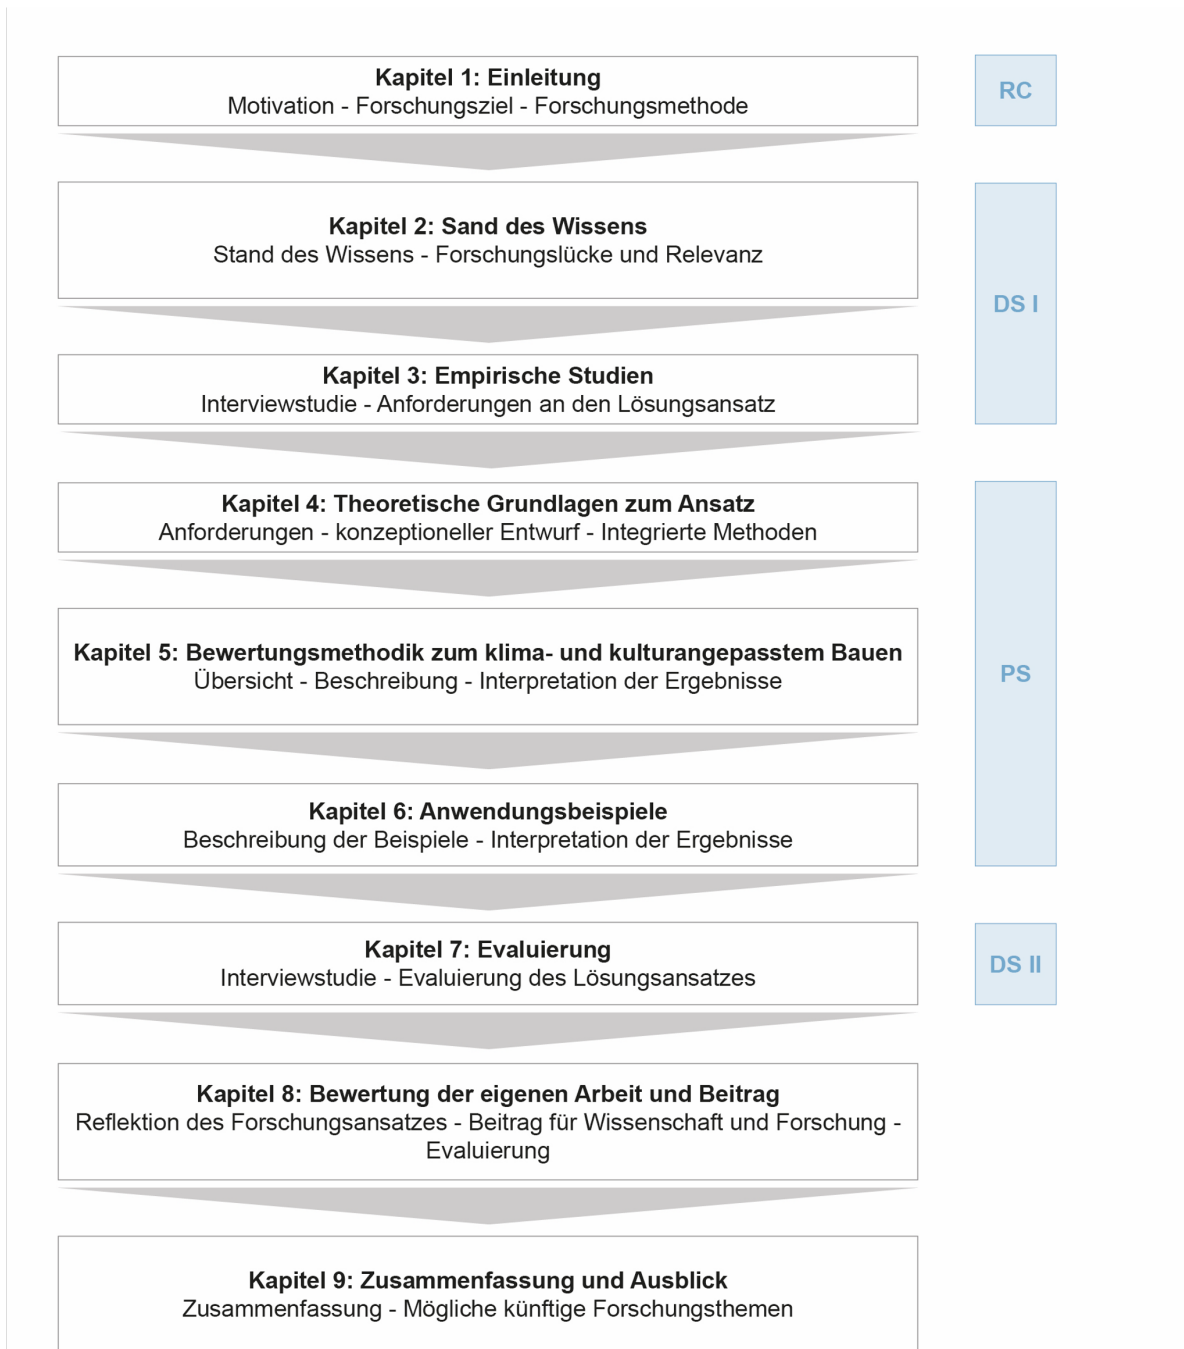 Kapitel 1: Einleitung
Motivation - Forschungsziel - Forschungsmethode
RC
Kapitel 2: Sand des Wissens
Stand des Wissens - Forschungslücke und Relevanz
DS I
Kapitel 3: Empirische Studien
Interviewstudie - Anforderungen an den Lösungsansatz
Kapitel 4: Theoretische Grundlagen zum Ansatz
Anforderungen - konzeptioneller Entwurf - Integrierte Methoden
Kapitel 5: Bewertungsmethodik zum klima- und kulturangepasstem Bauen
Übersicht - Beschreibung - Interpretation der Ergebnisse
PS
Kapitel 6: Anwendungsbeispiele
Beschreibung der Beispiele - Interpretation der Ergebnisse
Kapitel 7: Evaluierung
Interviewstudie - Evaluierung des Lösungsansatzes
DS II
Kapitel 8: Bewertung der eigenen Arbeit und Beitrag
Reflektion des Forschungsansatzes - Beitrag für Wissenschaft und Forschung -
Evaluierung
Kapitel 9: Zusammenfassung und Ausblick
Zusammenfassung - Mögliche künftige Forschungsthemen